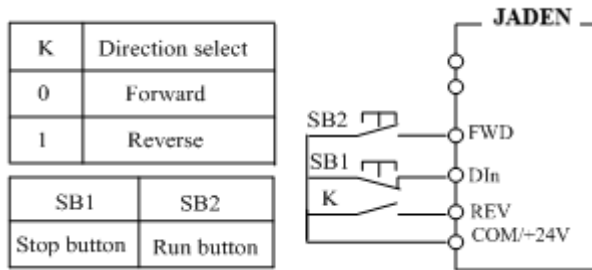 JADEN
K Direction select
0 Forward
1 Reverse
SB1 SB2
Stop button Run button
SB2 FWD
SB1 DIn
K REV
COM/+24V